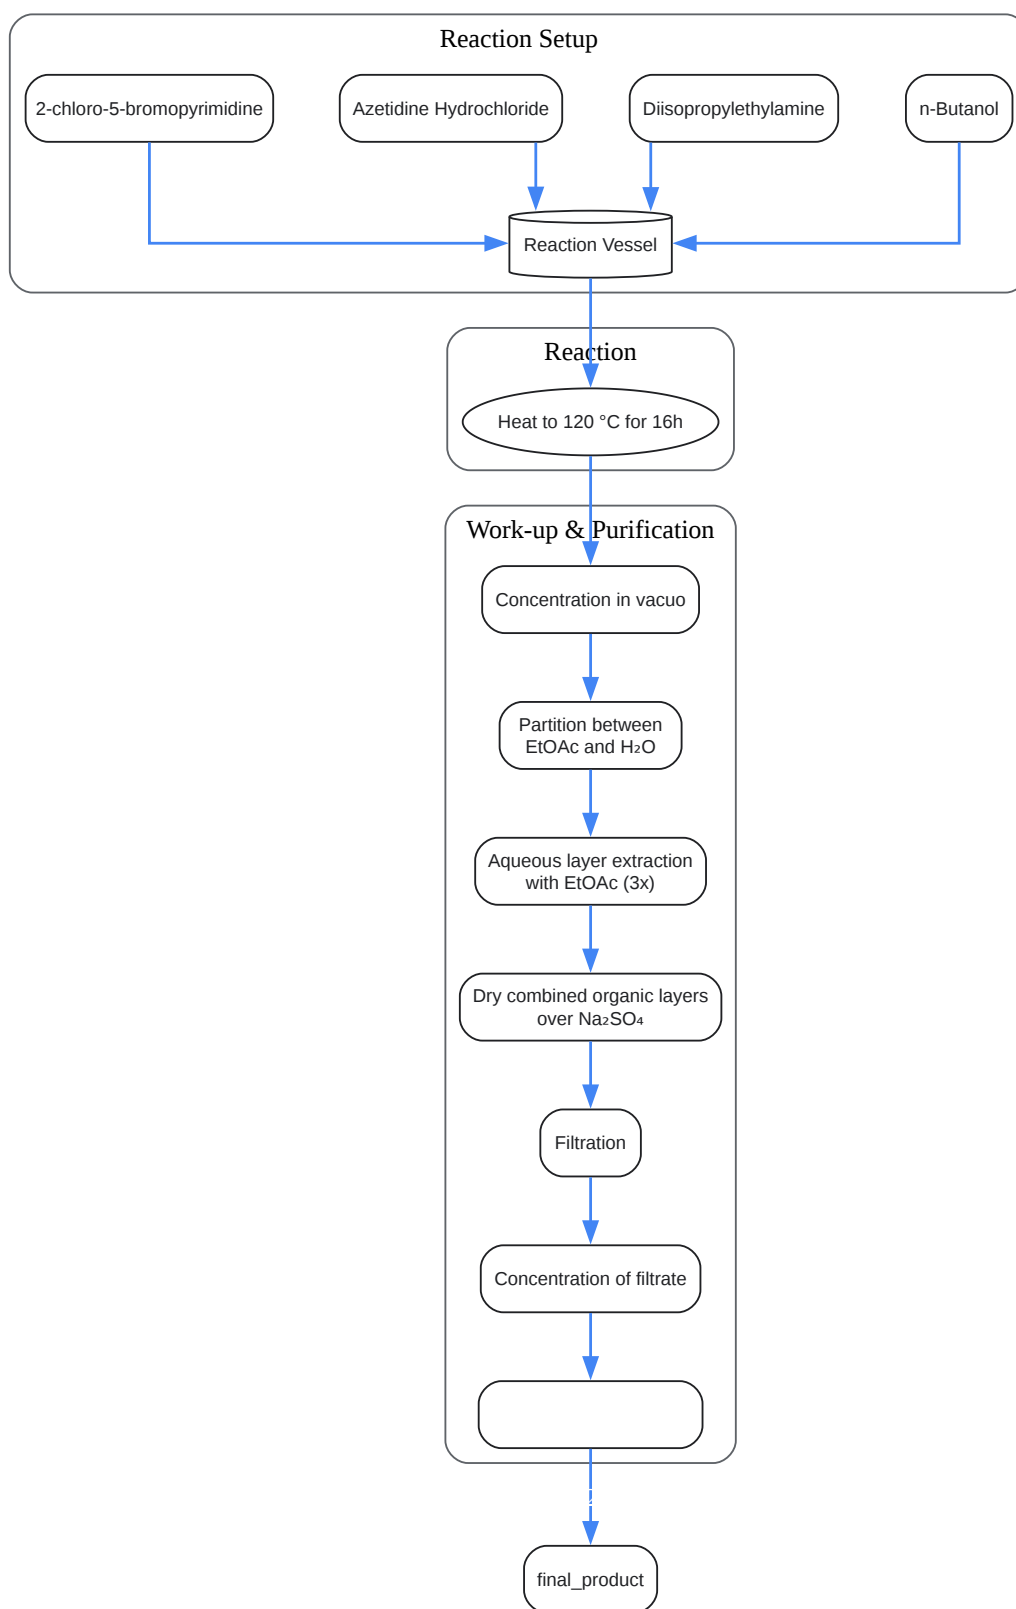 Reaction Setup
2-chloro-5-bromopyrimidine
Azetidine Hydrochloride
Diisopropylethylamine
n-Butanol
Reaction Vessel
Reaction
Heat to 120 °C for 16h
Work-up & Purification
Concentration in vacuo
Partition between
EtOAc and H₂O
Aqueous layer extraction
with EtOAc (3x)
Dry combined organic layers
over Na₂SO₄
Filtration
Concentration of filtrate
final_product